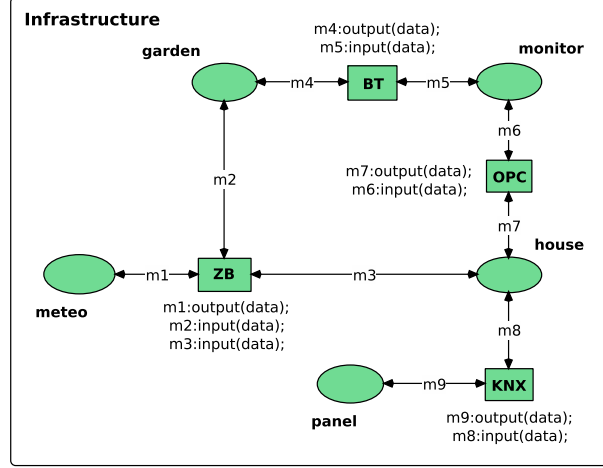 Infrastructure
m4:output(data);
m5:input(data);
garden
monitor
m4
BT
m5
m6
m7:output(data);
m6:input(data);
OPC
m2
m7
house
m1
ZB
m3
meteo
m1:output(data);
m2:input(data);
m3:input(data);
m8
m9
KNX
panel
m9:output(data);
m8:input(data);